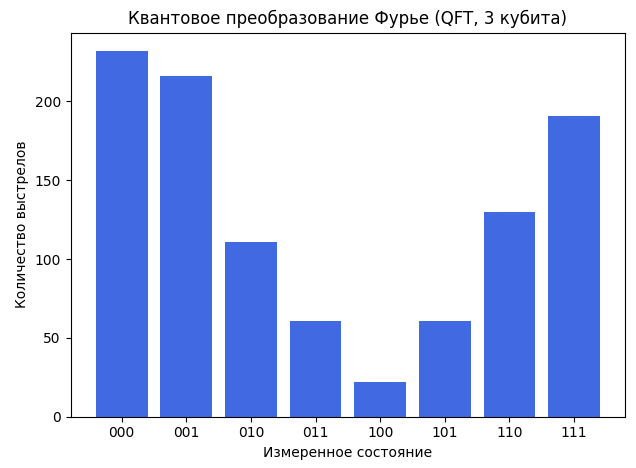 Квантовое преобразование Фурье (QFT, 3 кубита)
Количество выстрелов
200
150
100
50
0
000 001 010 011 100 101 110 111
Измеренное состояние